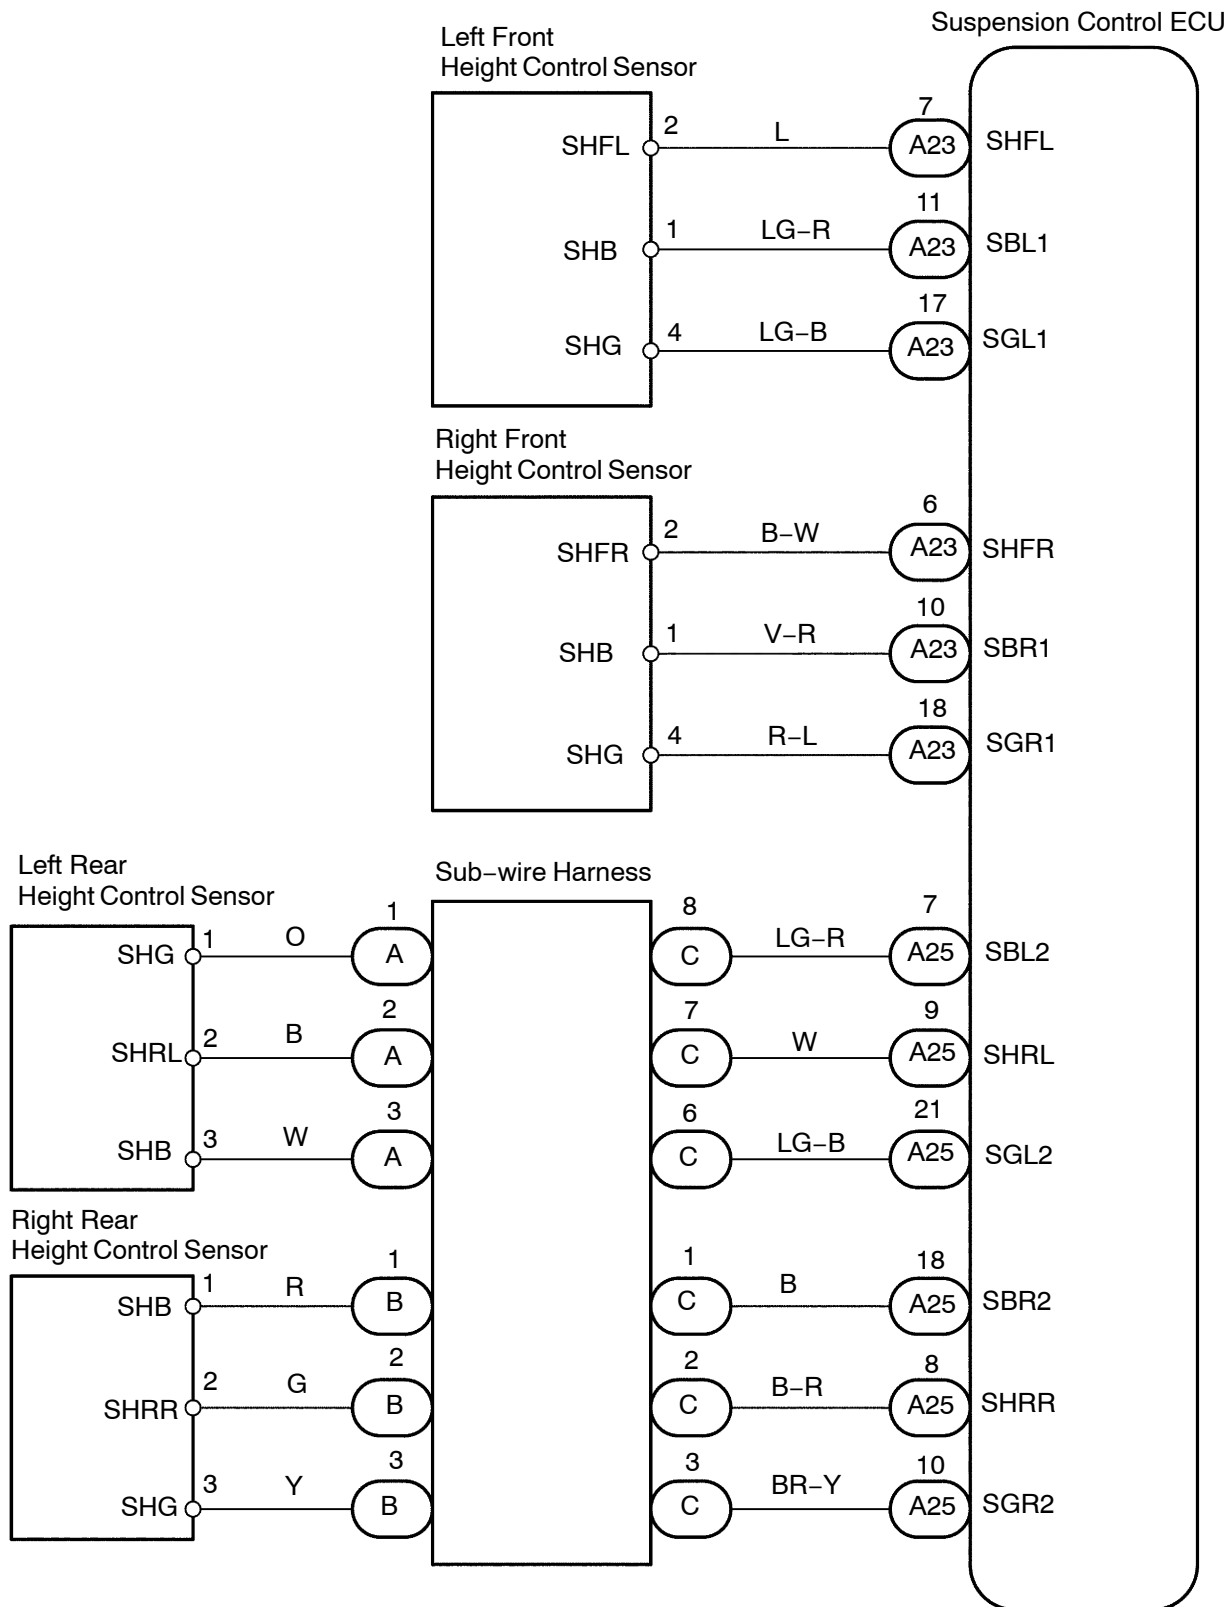 Suspension Control ECU
Left Front
Height Control Sensor
SHFL 2 L 7 A23 SHFL
SHB 1 LG−R 11 A23 SBL1
SHG 4 LG−B 17 A23 SGL1
Right Front
Height Control Sensor
SHFR 2 B−W 6 A23 SHFR
SHB 1 V−R 10 A23 SBR1
SHG 4 R−L 18 A23 SGR1
Left Rear
Height Control Sensor
Sub−wire Harness
SHG 1 O 1 A 8 C LG−R 7 A25 SBL2
SHRL 2 B 2 A 7 C W 9 A25 SHRL
SHB 3 W 3 A 6 C LG−B 21 A25 SGL2
Right Rear
Height Control Sensor
SHB 1 R 1 B 1 C B 18 A25 SBR2
SHRR 2 G 2 B 2 C B−R 8 A25 SHRR
SHG 3 Y 3 B 3 C BR−Y 10 A25 SGR2